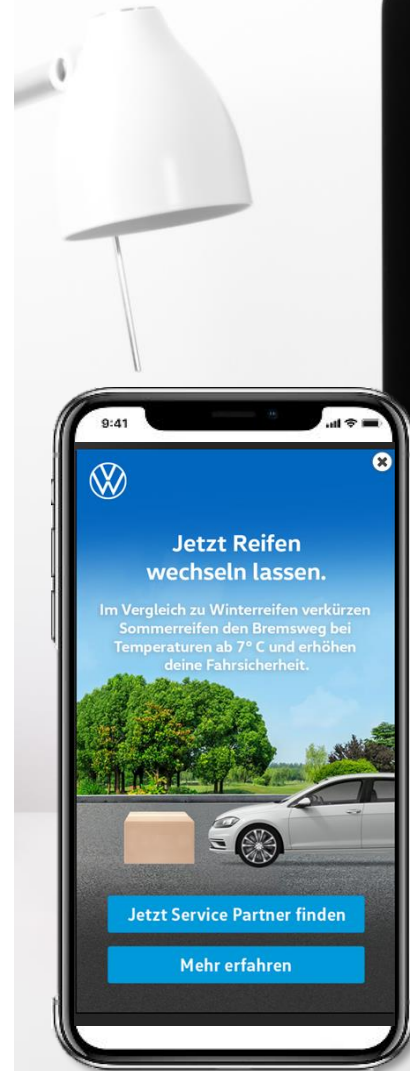 9:41
Jetzt Reifen
wechseln lassen.
Im Vergleich zu Winterreifen verkürzen
Sommerreifen den Bremsweg bei
Temperaturen ab 7° C und erhöhen
deine Fahrsicherheit.
Jetzt Service Partner finden
Mehr erfahren